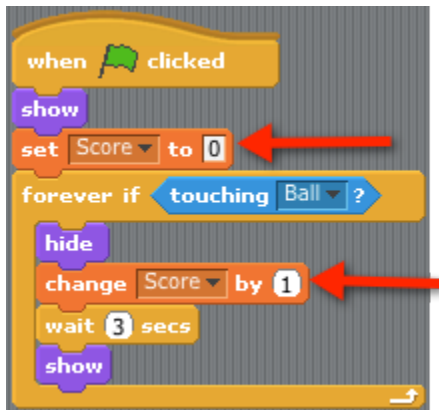 when clicked
show
set Score to 0
forever if touching Ball ?
hide
change Score by 1
wait 3 secs
show